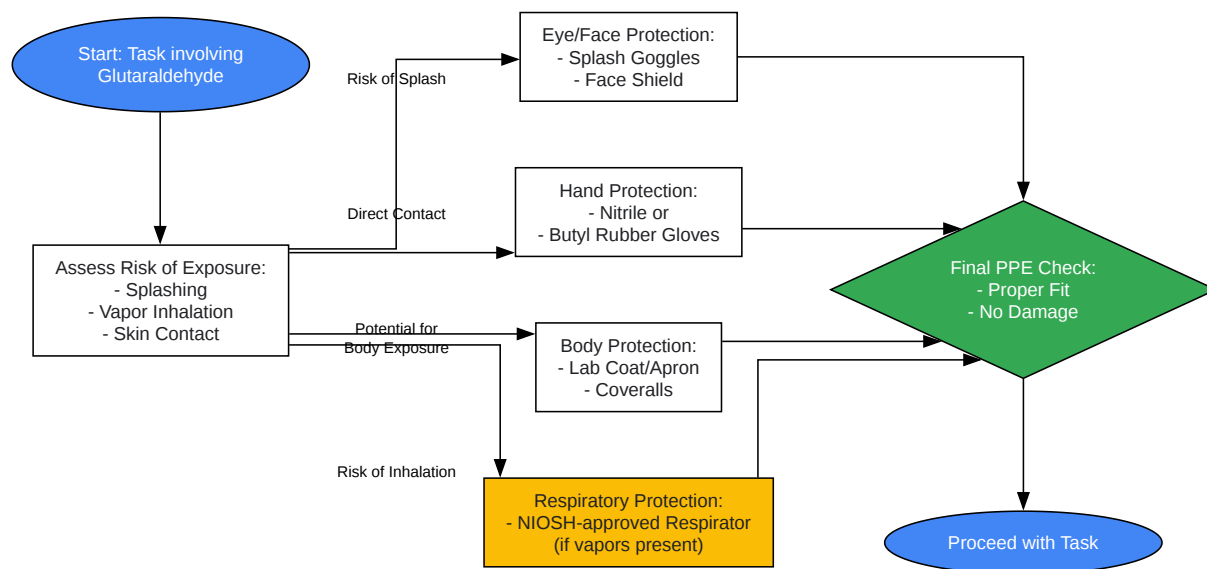 Start: Task involving
Glutaraldehyde
Assess Risk of Exposure:
- Splashing
- Vapor Inhalation
- Skin Contact
Risk of Splash
Eye/Face Protection:
- Splash Goggles
- Face Shield
Direct Contact
Hand Protection:
- Nitrile or
- Butyl Rubber Gloves
Potential for
Body Exposure
Body Protection:
- Lab Coat/Apron
- Coveralls
Risk of Inhalation
Respiratory Protection:
- NIOSH-approved Respirator
(if vapors present)
Final PPE Check:
- Proper Fit
- No Damage
Proceed with Task